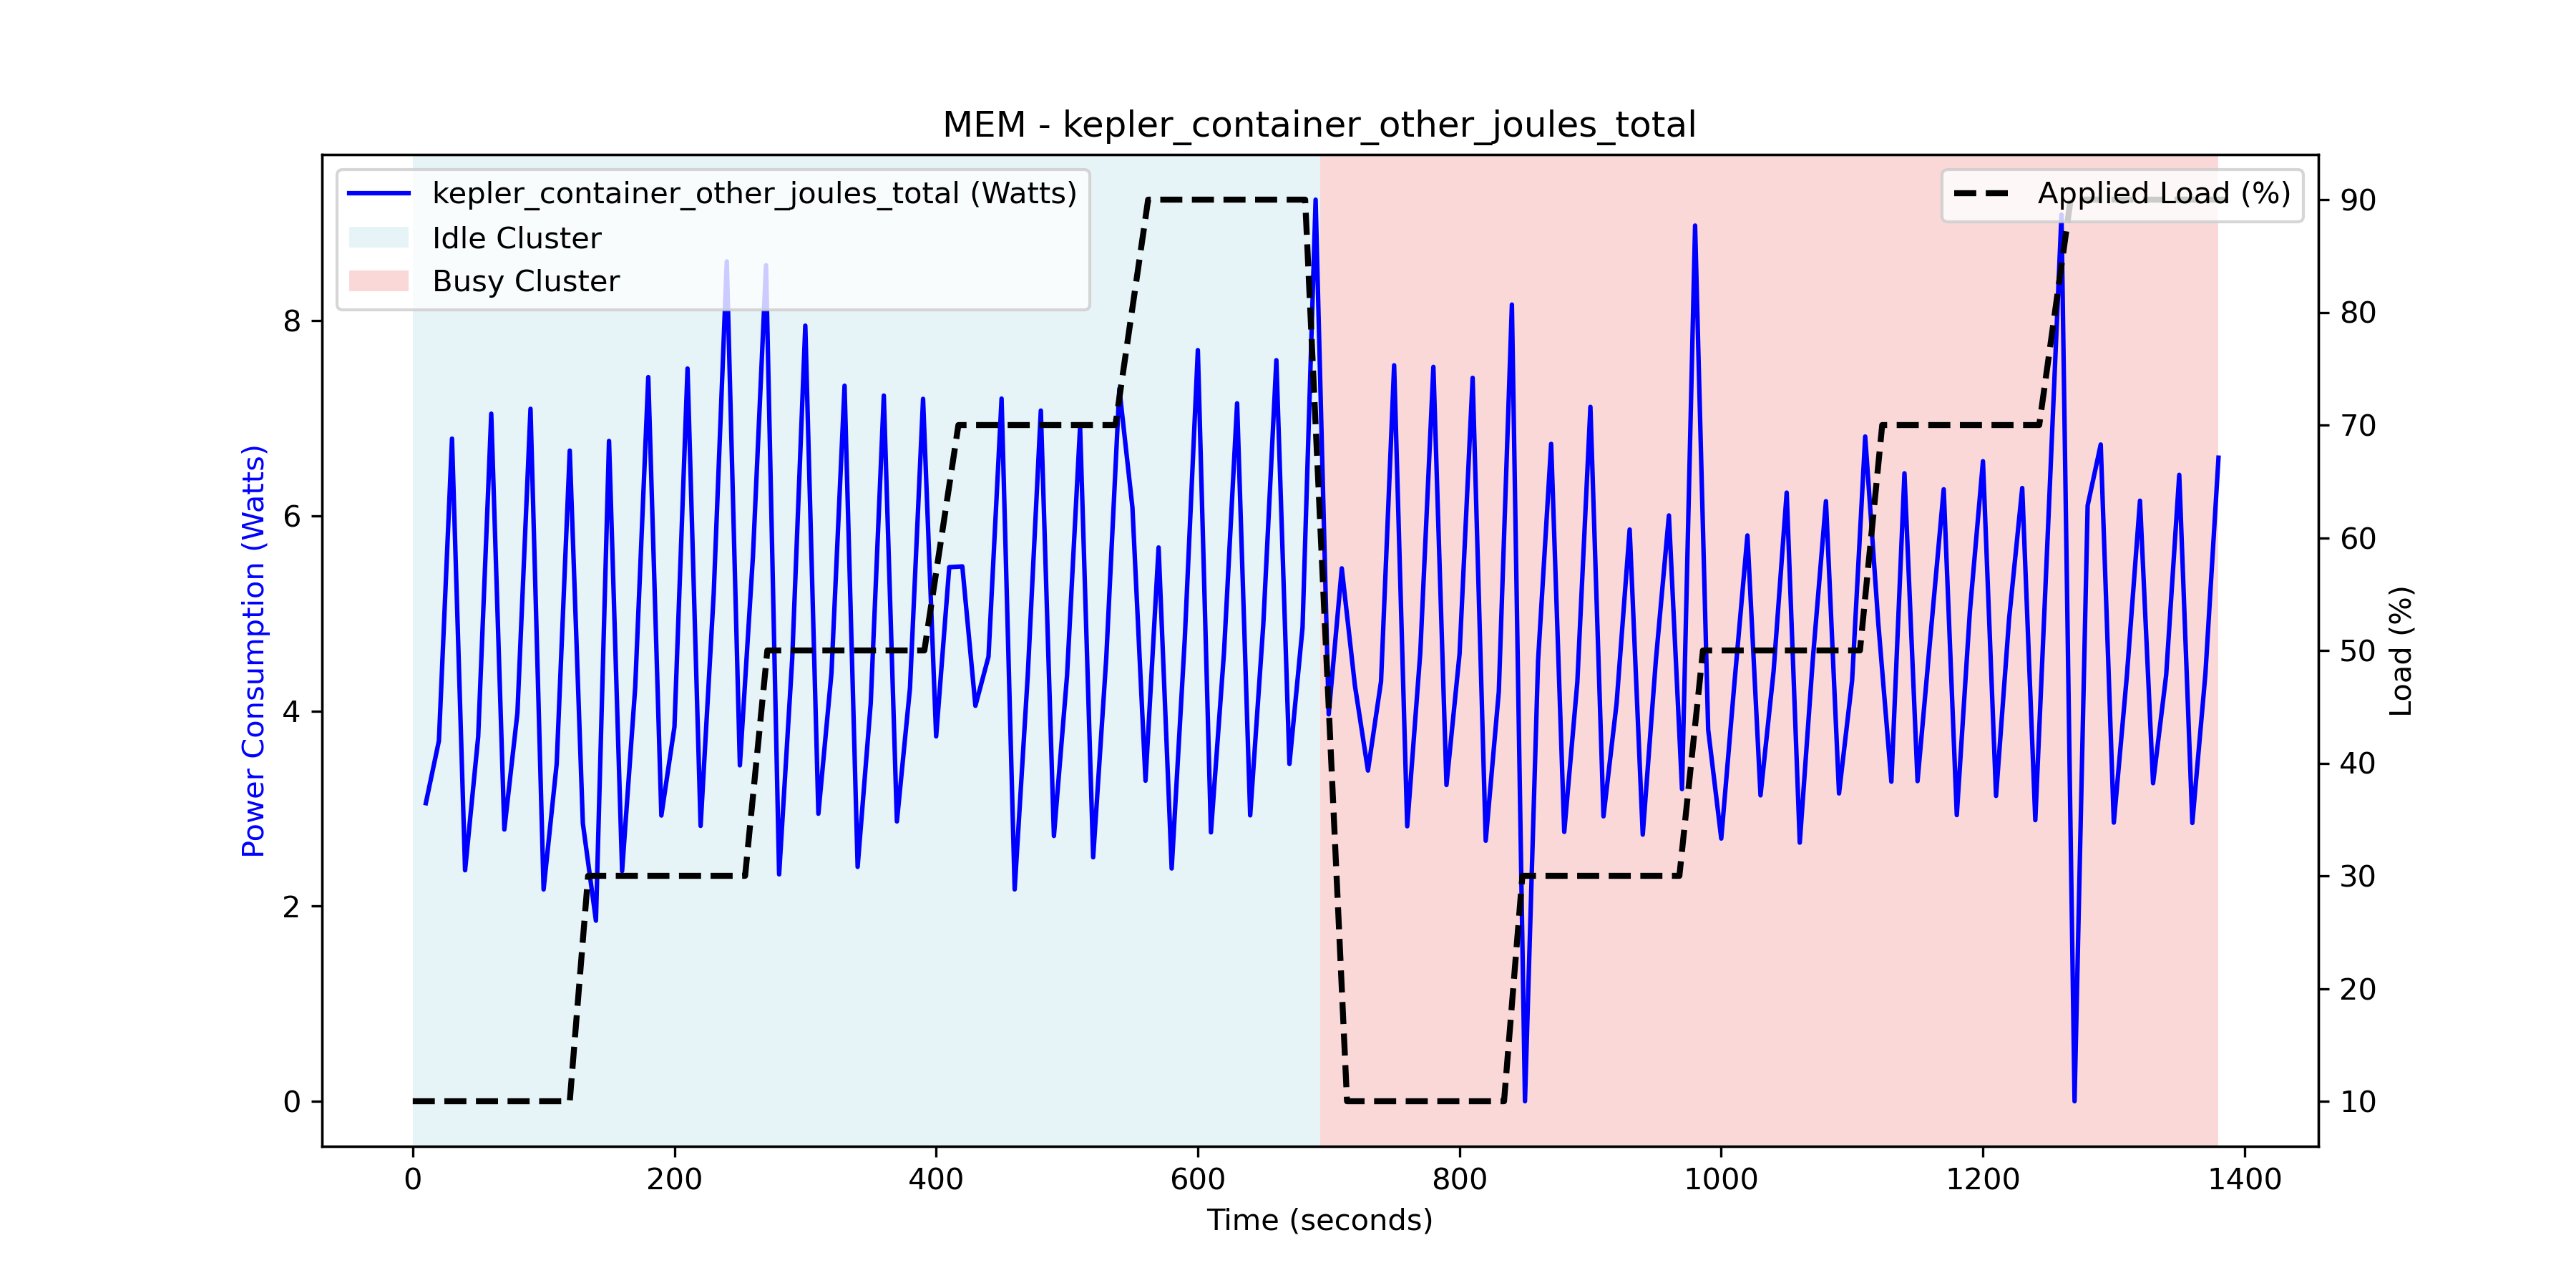 MEM - kepler_container_other_joules_total
kepler_container_other_joules_total (Watts)
Idle Cluster
Busy Cluster
Applied Load (%)
Power Consumption (Watts)
8
6
4
2
0
90
80
70
60
50
40
30
20
10
Load (%)
0 200 400 600 800 1000 1200 1400
Time (seconds)